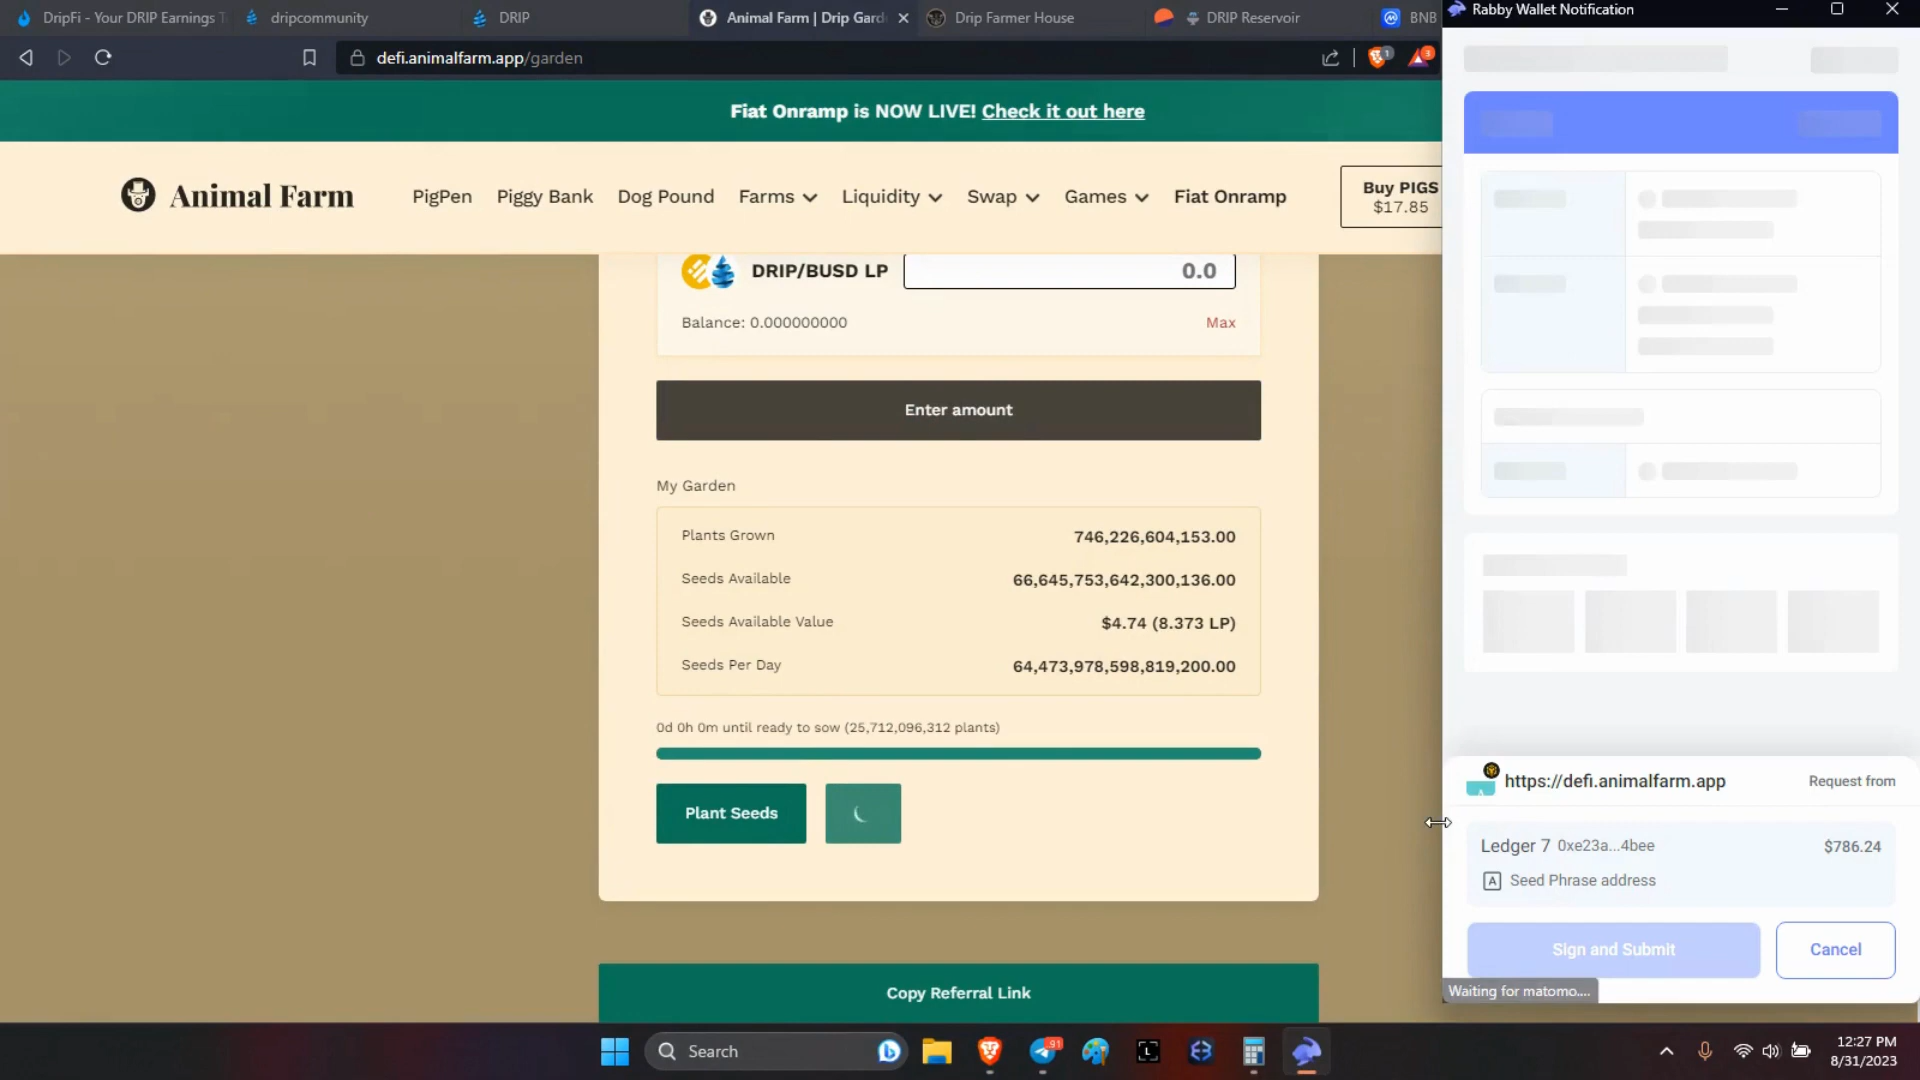 DripFi - Your DRIP Earnings T
dripcommunity
DRIP
Animal Farm | Drip Gard
Drip Farmer House
DRIP Reservoir
BNB
Rabby Wallet Notification
defi.animalfarm.app/garden
1
3
Fiat Onramp is NOW LIVE! Check it out here
Animal Farm
PigPen
Piggy Bank
Dog Pound
Farms
Liquidity
Swap
Games
Fiat Onramp
Buy PIGS
$17.85
DRIP/BUSD LP
0.0
Balance: 0.000000000
Max
Enter amount
My Garden
Plants Grown
746,226,604,153.00
Seeds Available
66,645,753,642,300,136.00
Seeds Available Value
$4.74 (8.373 LP)
Seeds Per Day
64,473,978,598,819,200.00
0d 0h 0m until ready to sow (25,712,096,312 plants)
Plant Seeds
Copy Referral Link
https://defi.animalfarm.app
Request from
Ledger 7 0xe23a...4bee
$786.24
A Seed Phrase address
Sign and Submit
Cancel
Waiting for matomo....
Search
91
L
12:27 PM
8/31/2023